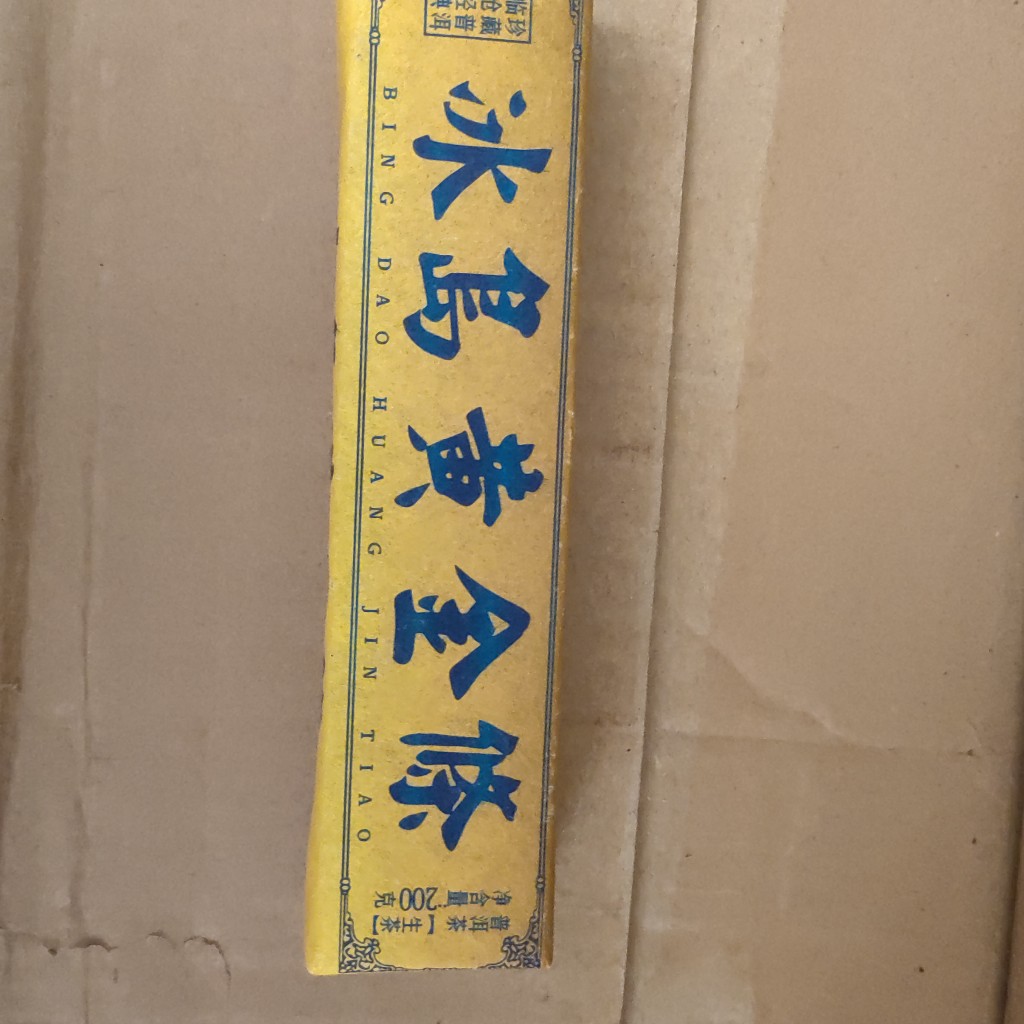 珍藏普洱
临沧经典
冰島黄金條
BING DAO HUANG JIN TIAO
普洱茶【生茶】
净含量:200克